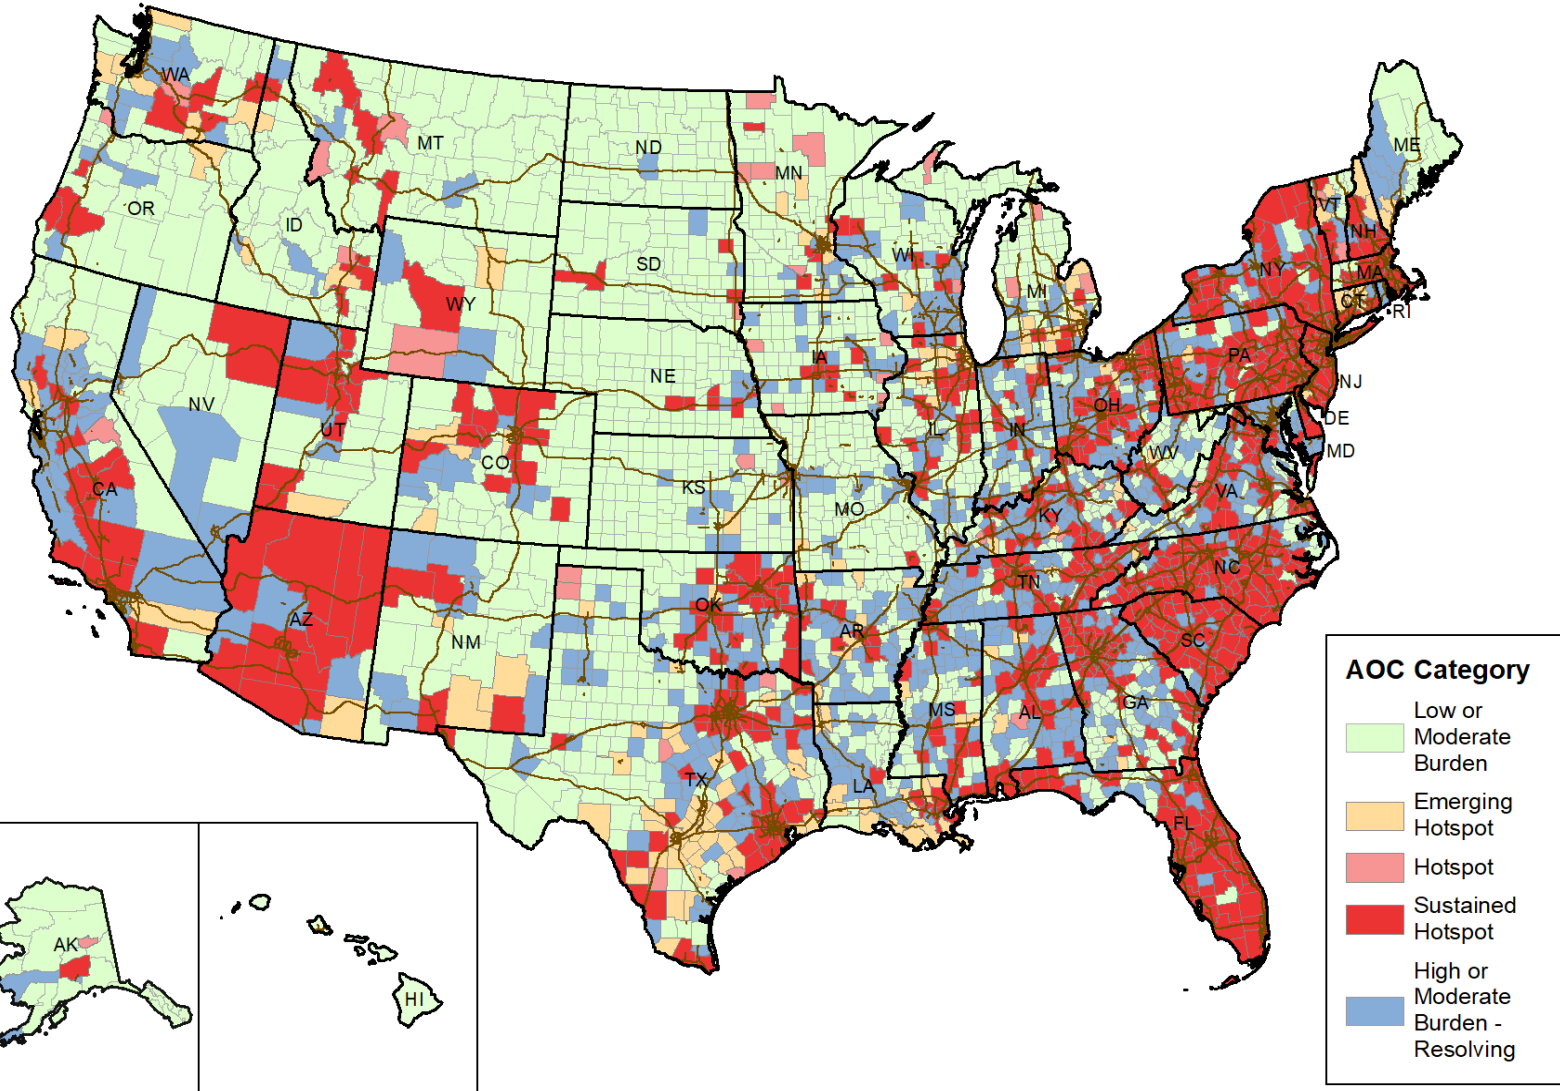 WA
MT
ND
MN
ME
OR
ID
SD
WI
VT
NH
NY
MA
CT
RI
WY
MI
IA
PA
NJ
NE
NV
UT
CO
IL
IN
OH
DE
MD
WV
CA
KS
MO
KY
VA
AZ
NM
OK
AR
TN
NC
SC
MS
AL
GA
TX
LA
FL
AK
HI
AOC Category
Low or
Moderate
Burden
Emerging
Hotspot
Hotspot
Sustained
Hotspot
High or
Moderate
Burden -
Resolving